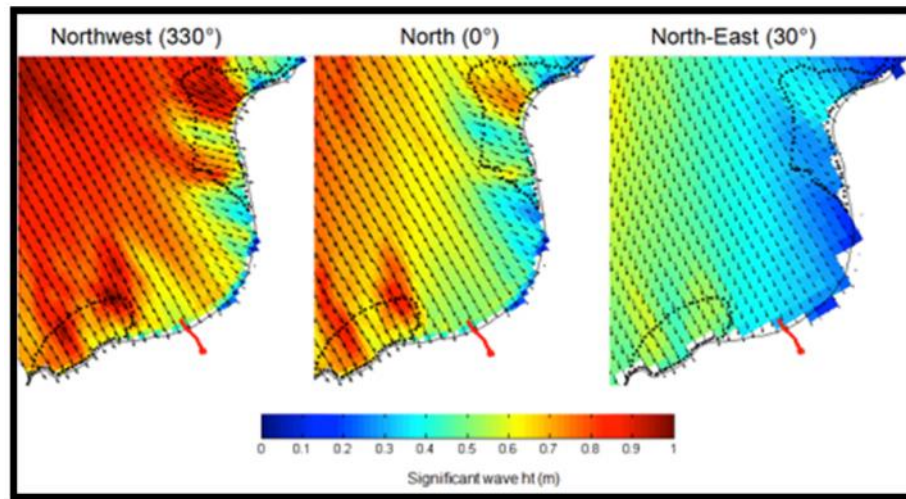 Northwest (330°) North (0°) North-East (30°)
0 0.1 0.2 0.3 0.4 0.5 0.6 0.7 0.8 0.9 1
Significant wave ht (m)